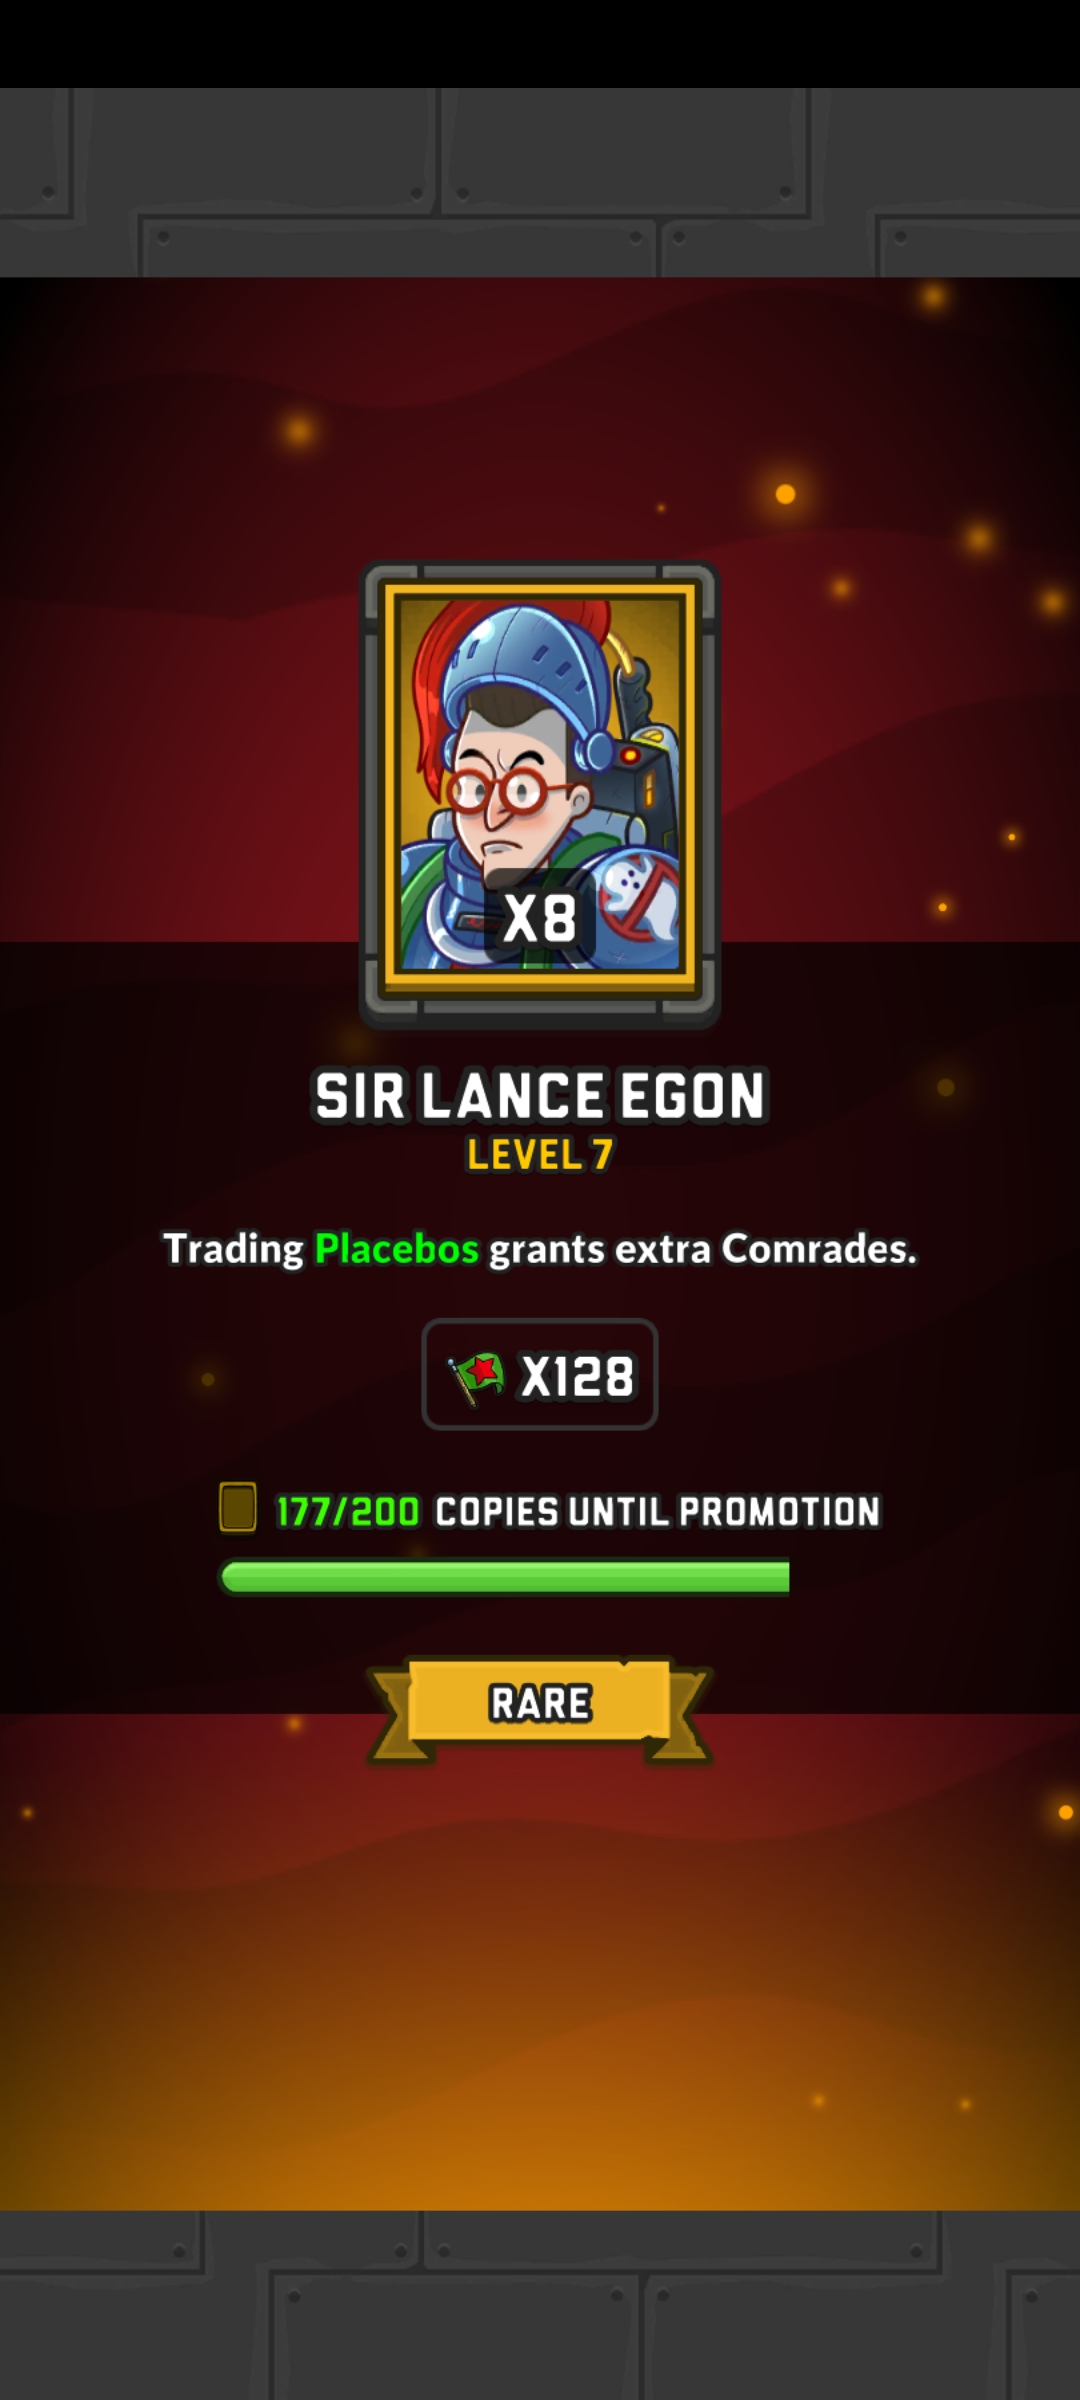 X8
SIR LANCE EGON
LEVEL 7
Trading Placebos grants extra Comrades.
X128
177/200 COPIES UNTIL PROMOTION
RARE